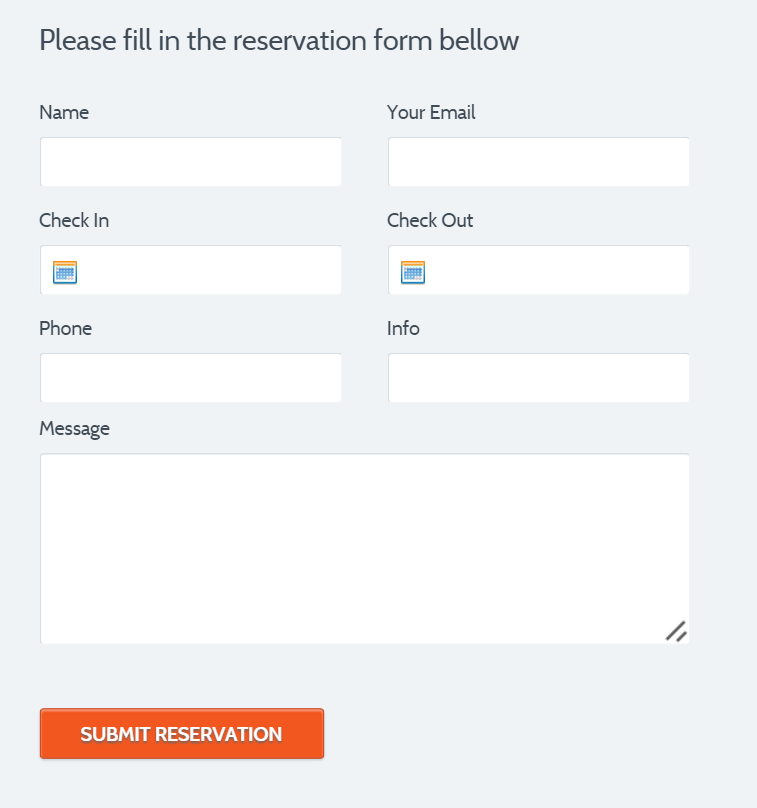 Please fill in the reservation form bellow
Name
Your Email
Check In
Check Out
Phone
Info
Message
SUBMIT RESERVATION